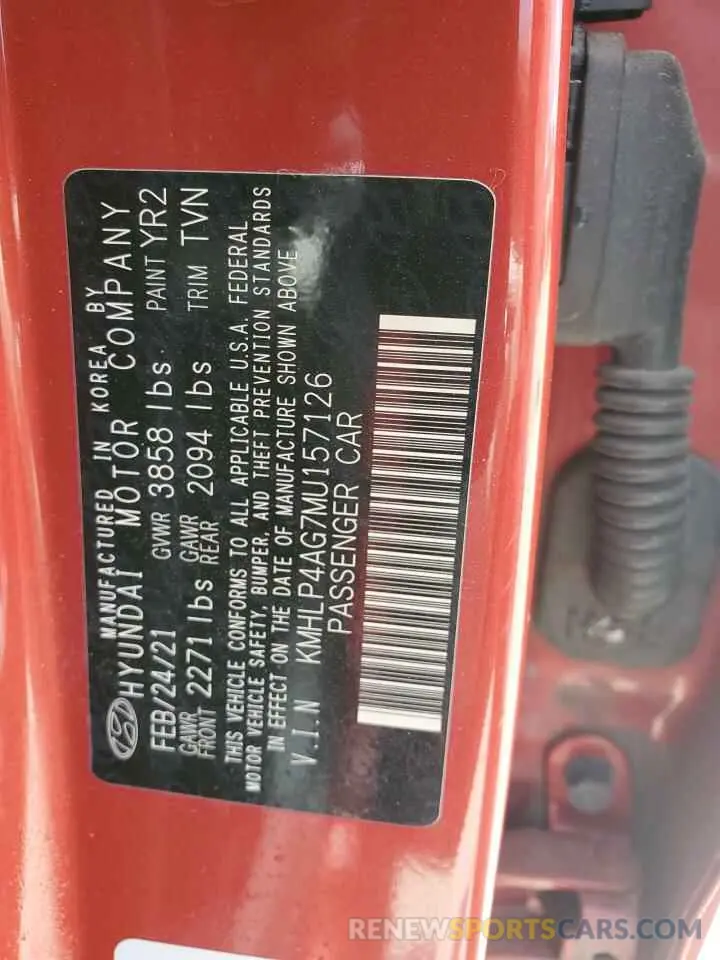 MANUFACTURED IN KOREA BY
HYUNDAI MOTOR COMPANY
FEB/24/21 GVWR 3858 lbs PAINT YR2
GAWR FRONT 2271 lbs GAWR REAR 2094 lbs TRIM TVN
THIS VEHICLE CONFORMS TO ALL APPLICABLE U.S.A. FEDERAL
MOTOR VEHICLE SAFETY, BUMPER, AND THEFT PREVENTION STANDARDS
IN EFFECT ON THE DATE OF MANUFACTURE SHOWN ABOVE
V.I.N KMHLP4AG7MU157126
PASSENGER CAR
RENEWSPORTSCARS.COM